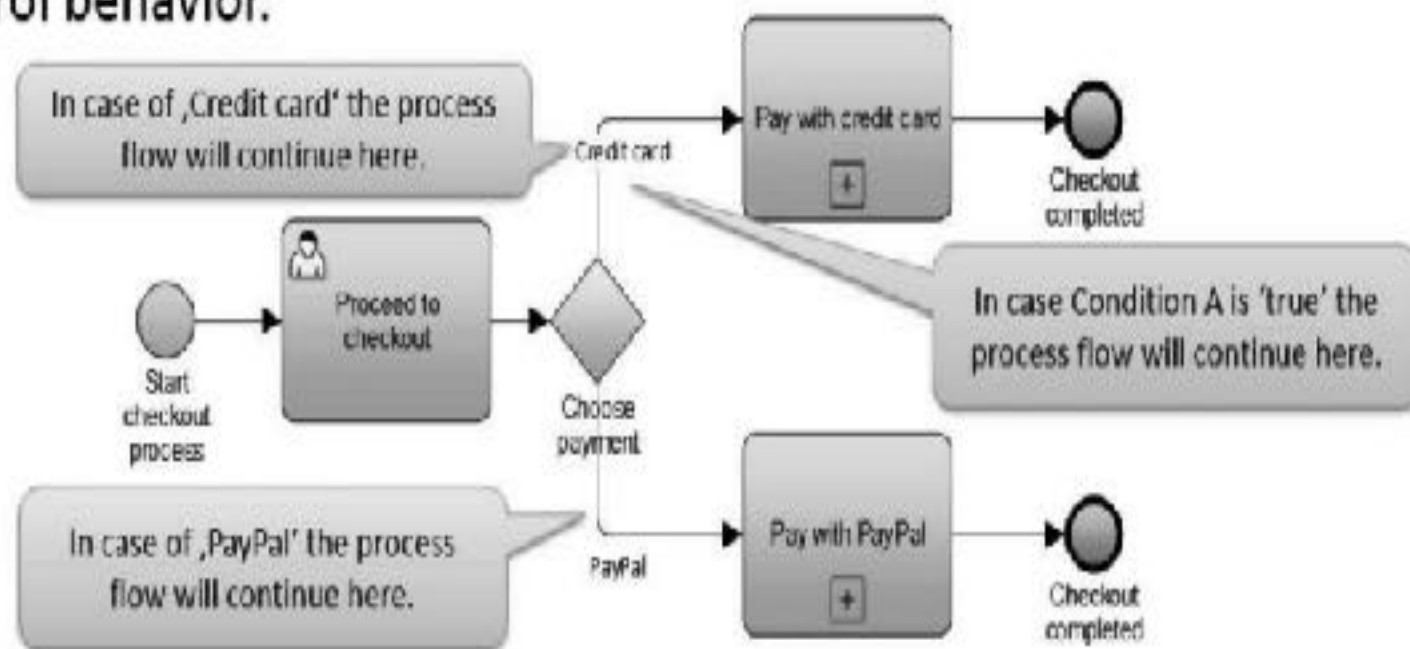 behavior.
In case of ‚Credit card‘ the process
flow will continue here.
Credit card
Pay with credit card
+
Checkout
completed
Proceed to
checkout
In case Condition A is ‘true’ the
process flow will continue here.
Start
checkout
process
Choose
payment
In case of ‚PayPal‘ the process
flow will continue here.
PayPal
Pay with PayPal
+
Checkout
completed